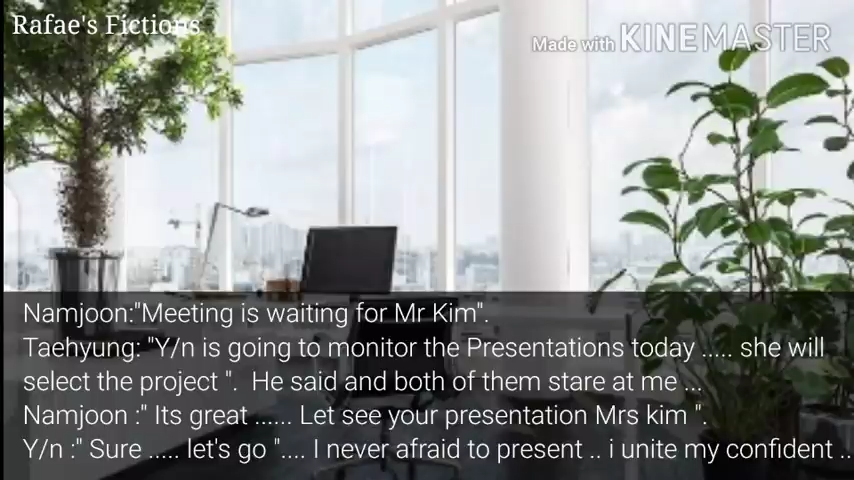 Rafae's Fictions
Made with KINEMASTER
Namjoon:"Meeting is waiting for Mr Kim".
Taehyung: "Y/n is going to monitor the Presentations today ..... she will
select the project ". He said and both of them stare at me ...
Namjoon :" Its great ...... Let see your presentation Mrs kim ".
Y/n :" Sure ..... let's go ".... I never afraid to present .. i unite my confident ..